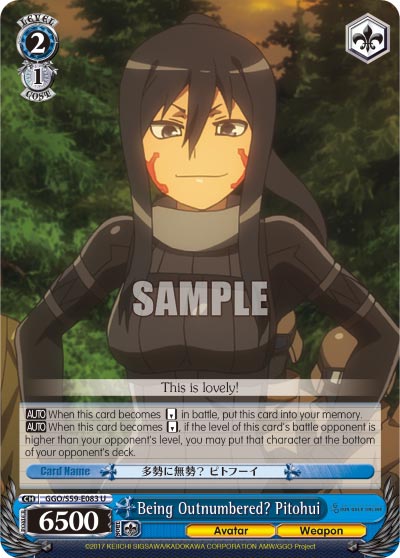 LEVEL
2
1
COST
SAMPLE
This is lovely!
AUTO When this card becomes ▼ in battle, put this card into your memory.
AUTO When this card becomes ▼, if the level of this card's battle opponent is
higher than your opponent's level, you may put that character at the bottom
of your opponent's deck.
Card Name 多勢に無勢? ピトフーイ
CH GGO/S59-E083 U
Being Outnumbered? Pitohui
POWER 6500 SOUL
Avatar Weapon
©2017 KEIICHI SIGSAWA/KADOKAWA CORPORATION AMW/GGO Project